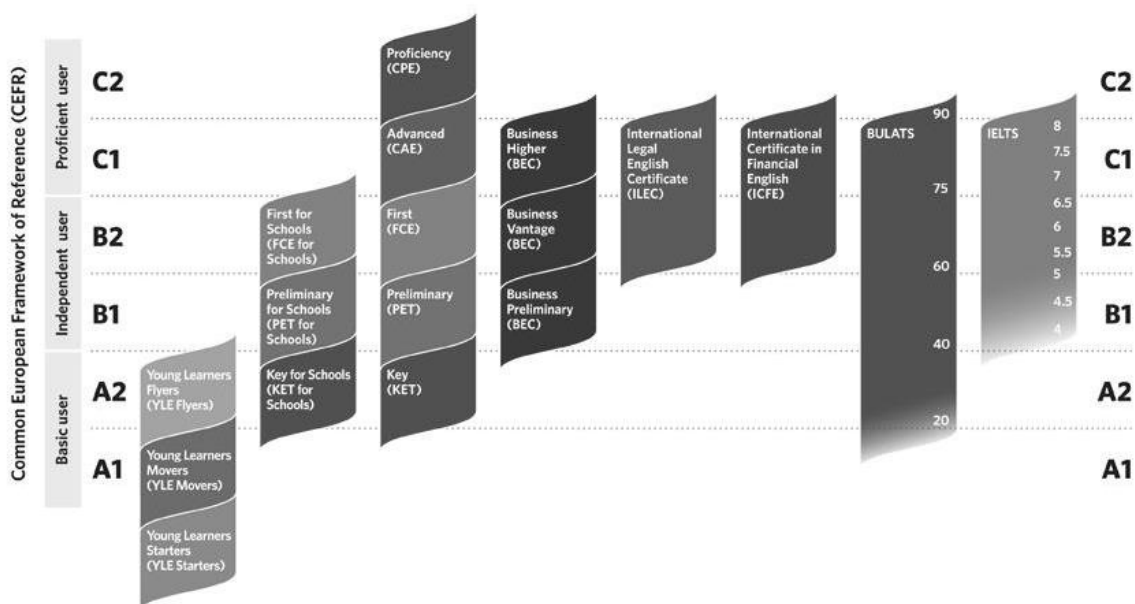 Common European Framework of Reference (CEFR)
Proficient user
Independent user
Basic user
C2
C1
B2
B1
A2
A1
Young Learners
Flyers
(YLE Flyers)
Young Learners
Movers
(YLE Movers)
Young Learners
Starters
(YLE Starters)
First for
Schools
(FCE for
Schools)
Preliminary
for Schools
(PET for
Schools)
Key for Schools
(KET for
Schools)
Proficiency
(CPE)
Advanced
(CAE)
First
(FCE)
Preliminary
(PET)
Key
(KET)
Business
Higher
(BEC)
Business
Vantage
(BEC)
Business
Preliminary
(BEC)
International
Legal
English
Certificate
(ILEC)
International
Certificate in
Financial
English
(ICFE)
BULATS
90
75
60
40
20
IELTS
8
7.5
7
6.5
6
5.5
5
4.5
4
C2
C1
B2
B1
A2
A1